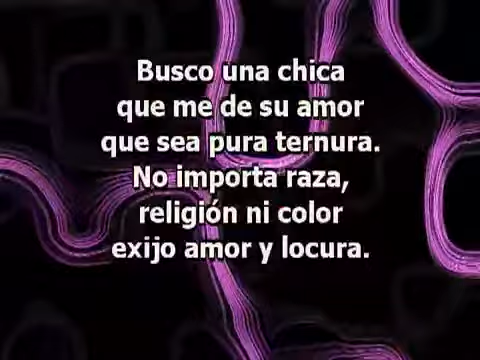 Busco una chica
que me de su amor
que sea pura ternura.
No importa raza,
religión ni color
exijo amor y locura.